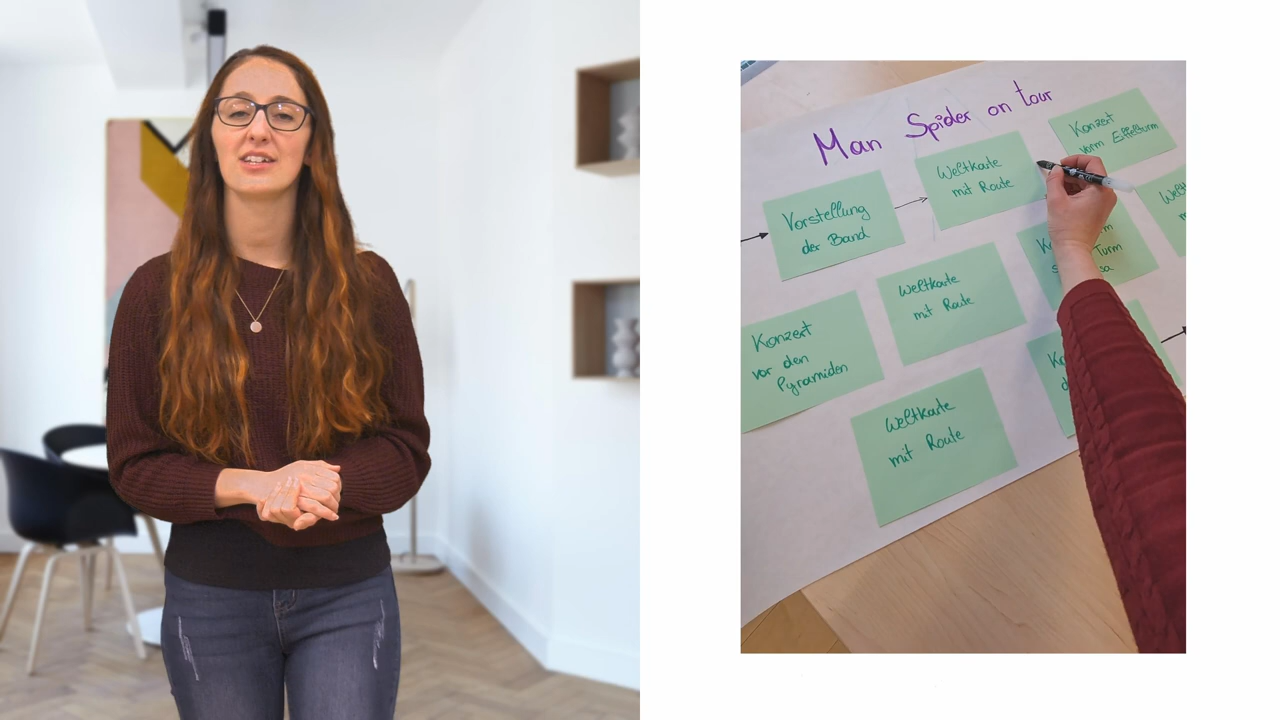 Man Spider on tour
Konzert
vorm Eiffelturm
Weltkarte
mit Route
Vorstellung
der Band
Turm
Weltkarte
mit Route
Konzert
vor den
Pyramiden
Weltkarte
mit Route